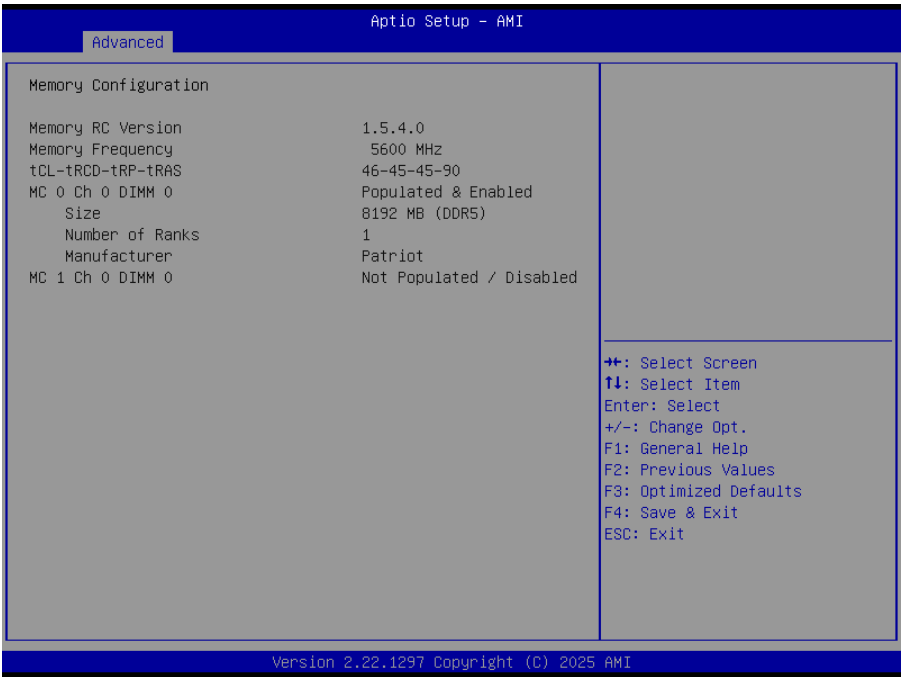 Aptio Setup – AMI
Advanced
Memory Configuration
Memory RC Version 1.5.4.0
Memory Frequency 5600 MHz
tCL-tRCD-tRP-tRAS 46-45-45-90
MC 0 Ch 0 DIMM 0 Populated & Enabled
Size 8192 MB (DDR5)
Number of Ranks 1
Manufacturer Patriot
MC 1 Ch 0 DIMM 0 Not Populated / Disabled
→←: Select Screen
↑↓: Select Item
Enter: Select
+/-: Change Opt.
F1: General Help
F2: Previous Values
F3: Optimized Defaults
F4: Save & Exit
ESC: Exit
Version 2.22.1297 Copyright (C) 2025 AMI